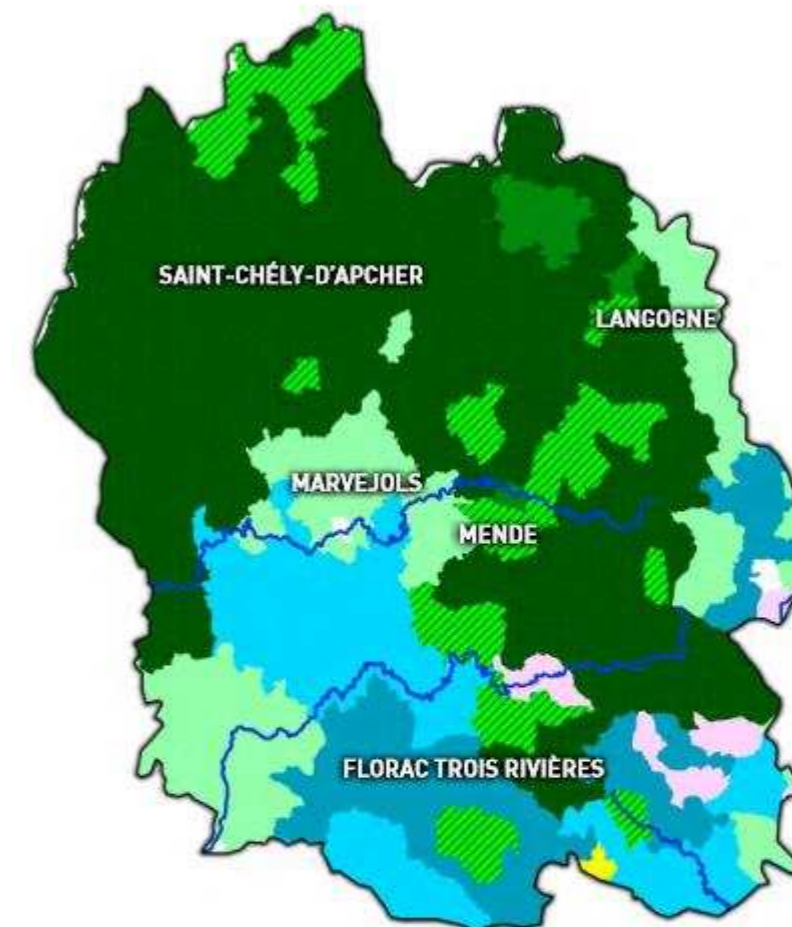 SAINT-CHÉLY-D'APCHER
LANGOGNE
MARVEJOLS
MENDE
FLORAC TROIS RIVIÈRES